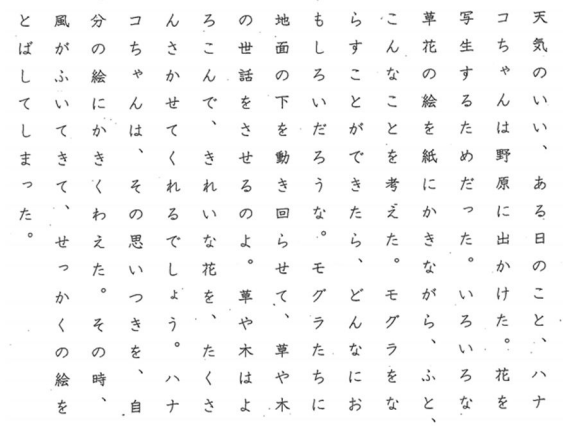 天気のいい、ある日のこと、ハナ
コちゃんは野原に出かけた。花を
写生するためだった。いろいろな
草花の絵を紙にかきながら、ふと、
こんなことを考えた。モグラをな
らすことができたら、どんなにお
もしろいだろうな。モグラたちに
地面の下を動き回らせて、草や木
の世話をさせるのよ。草や木はよ
ろこんで、きれいな花を、たくさ
んさかせてくれるでしょう。ハナ
コちゃんは、その思いつきを、自
分の絵にかきくわえた。その時、
風がふいてきて、せっかくの絵を
とばしてしまった。